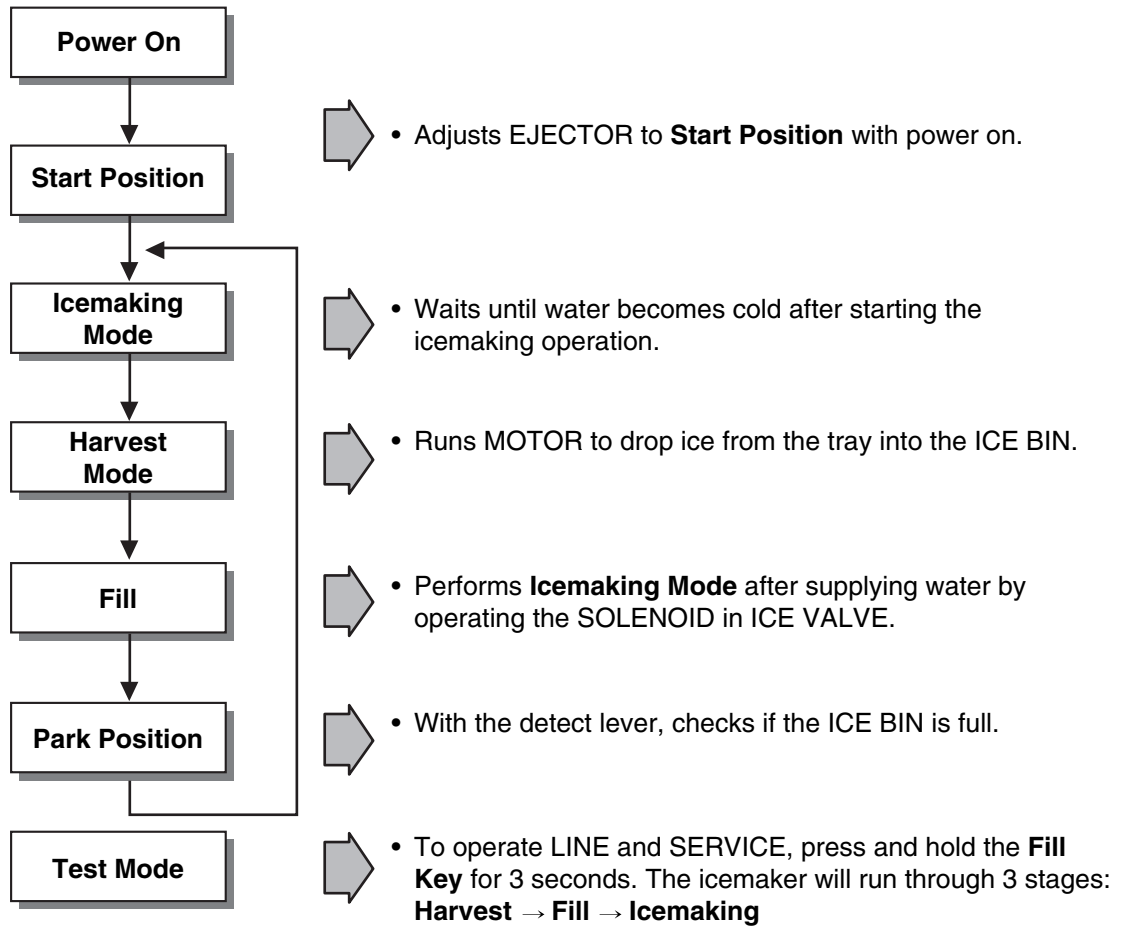 Power On
Start Position
• Adjusts EJECTOR to Start Position with power on.
Icemaking
Mode
• Waits until water becomes cold after starting the
icemaking operation.
Harvest
Mode
• Runs MOTOR to drop ice from the tray into the ICE BIN.
Fill
• Performs Icemaking Mode after supplying water by
operating the SOLENOID in ICE VALVE.
Park Position
• With the detect lever, checks if the ICE BIN is full.
Test Mode
• To operate LINE and SERVICE, press and hold the Fill
Key for 3 seconds. The icemaker will run through 3 stages:
Harvest → Fill → Icemaking